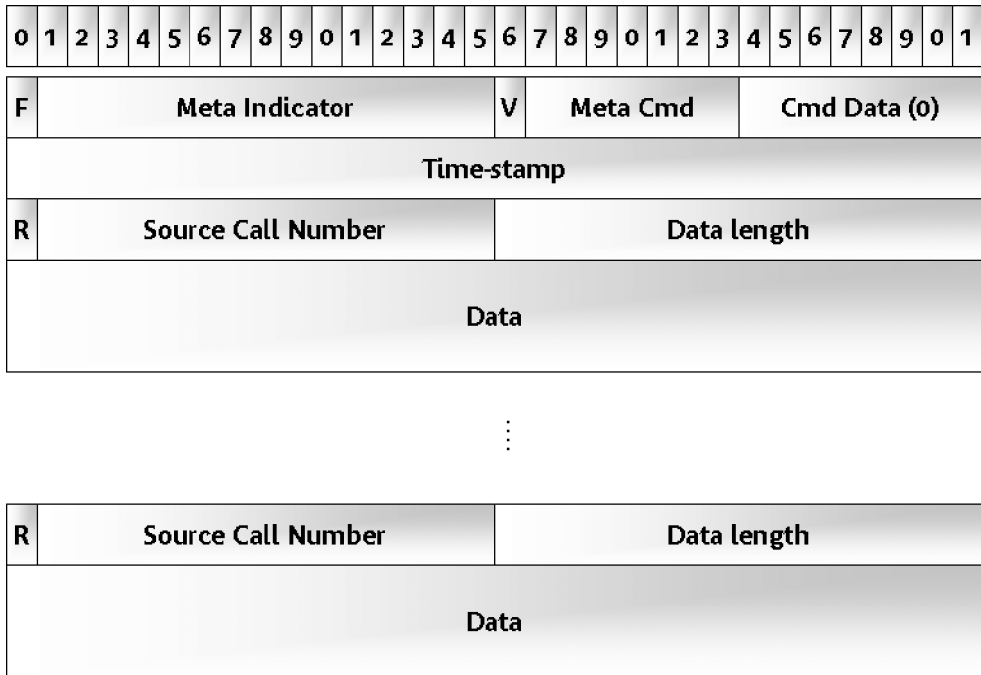 0 1 2 3 4 5 6 7 8 9 0 1 2 3 4 5 6 7 8 9 0 1 2 3 4 5 6 7 8 9 0 1
F Meta Indicator V Meta Cmd Cmd Data (0)
Time-stamp
R Source Call Number Data length
Data
R Source Call Number Data length
Data